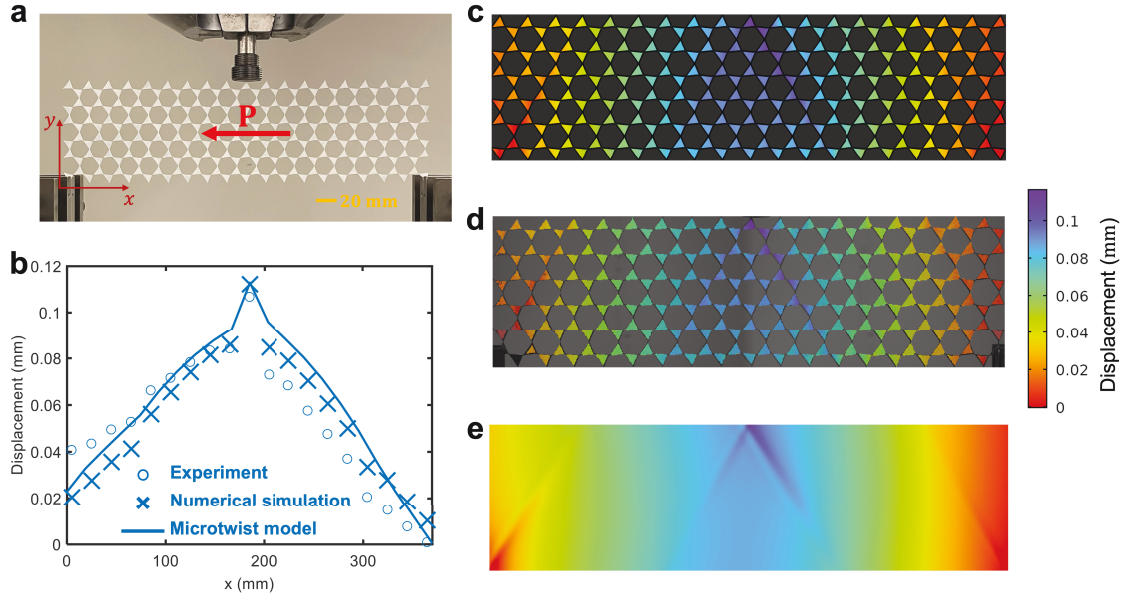 a
P
y
x
20 mm
b
0.12
0.1
0.08
0.06
0.04
0.02
0
Displacement (mm)
Experiment
Numerical simulation
Microtwist model
0 100 200 300
x (mm)
c
d
e
0.1
0.08
0.06
0.04
0.02
0
Displacement (mm)